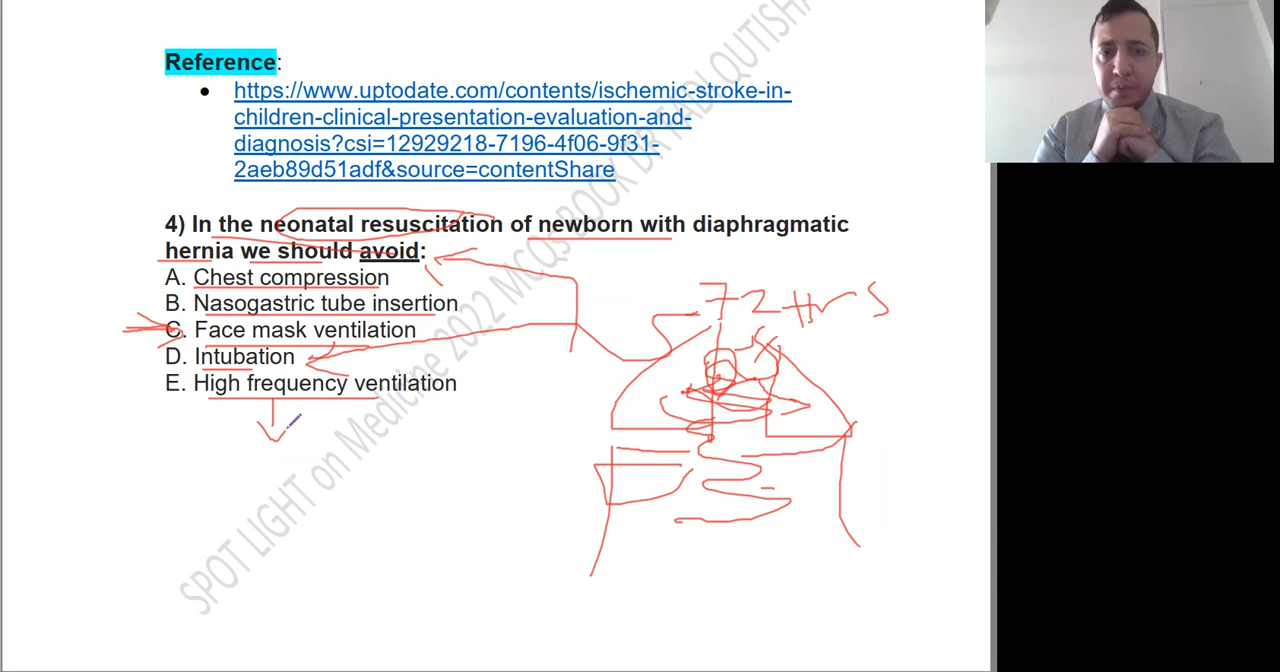 Reference:
https://www.uptodate.com/contents/ischemic-stroke-in-
children-clinical-presentation-evaluation-and-
diagnosis?csi=12929218-7196-4f06-9f31-
2aeb89d51adf&source=contentShare
4) In the neonatal resuscitation of newborn with diaphragmatic
hernia we should avoid:
A. Chest compression
B. Nasogastric tube insertion
C. Face mask ventilation
D. Intubation
E. High frequency ventilation
72 Hrs
SPOT LIGHT on Medicine 2022 MCQs BOOK DR TABI QUTISH